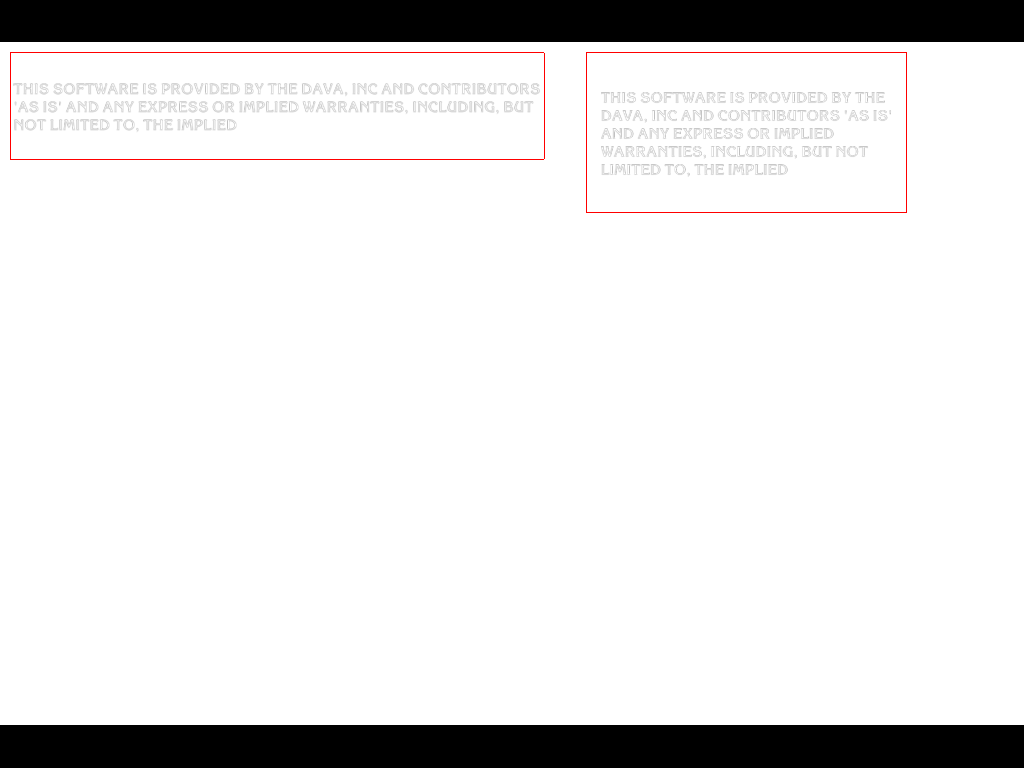 THIS SOFTWARE IS PROVIDED BY THE DAVA, INC AND CONTRIBUTORS
'AS IS' AND ANY EXPRESS OR IMPLIED WARRANTIES, INCLUDING, BUT
NOT LIMITED TO, THE IMPLIED
THIS SOFTWARE IS PROVIDED BY THE
DAVA, INC AND CONTRIBUTORS 'AS IS'
AND ANY EXPRESS OR IMPLIED
WARRANTIES, INCLUDING, BUT NOT
LIMITED TO, THE IMPLIED